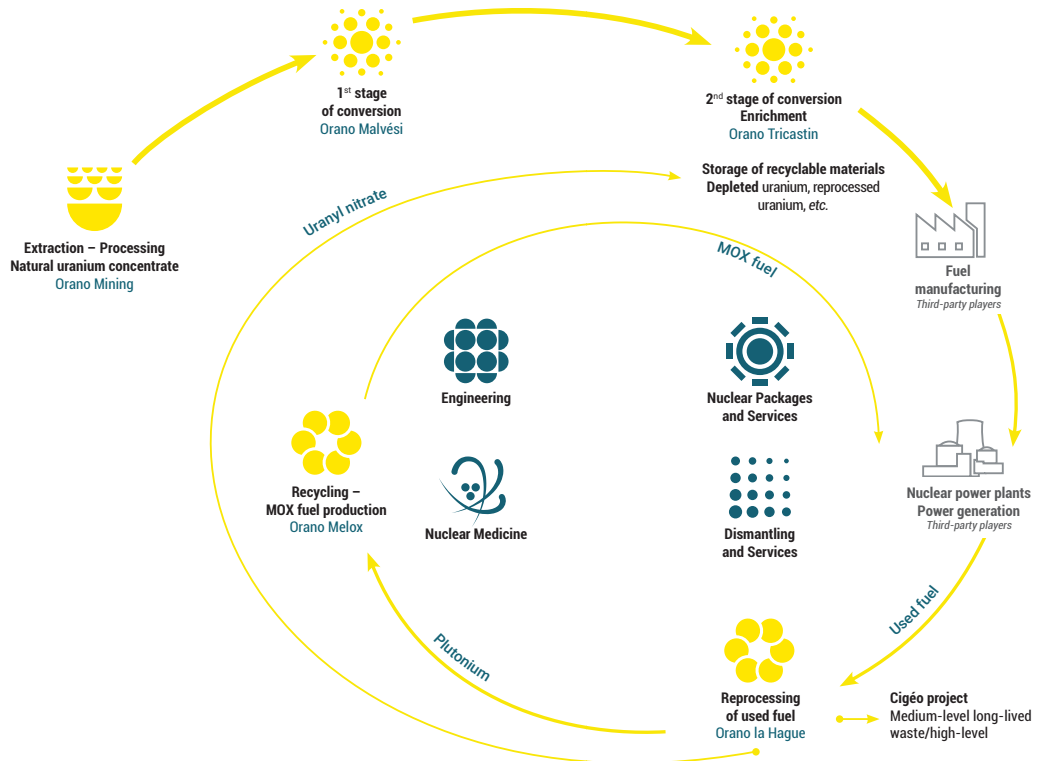 1st stage
of conversion
Orano Malvési
2nd stage of conversion
Enrichment
Orano Tricastin
Storage of recyclable materials
Depleted uranium, reprocessed
uranium, etc.
Extraction – Processing
Natural uranium concentrate
Orano Mining
Uranyl nitrate
MOX fuel
Fuel
manufacturing
Third-party players
Engineering
Nuclear Packages
and Services
Recycling –
MOX fuel production
Orano Melox
Nuclear Medicine
Dismantling
and Services
Nuclear power plants
Power generation
Third-party players
Used fuel
Plutonium
Reprocessing
of used fuel
Orano la Hague
Cigéo project
Medium-level long-lived
waste/high-level